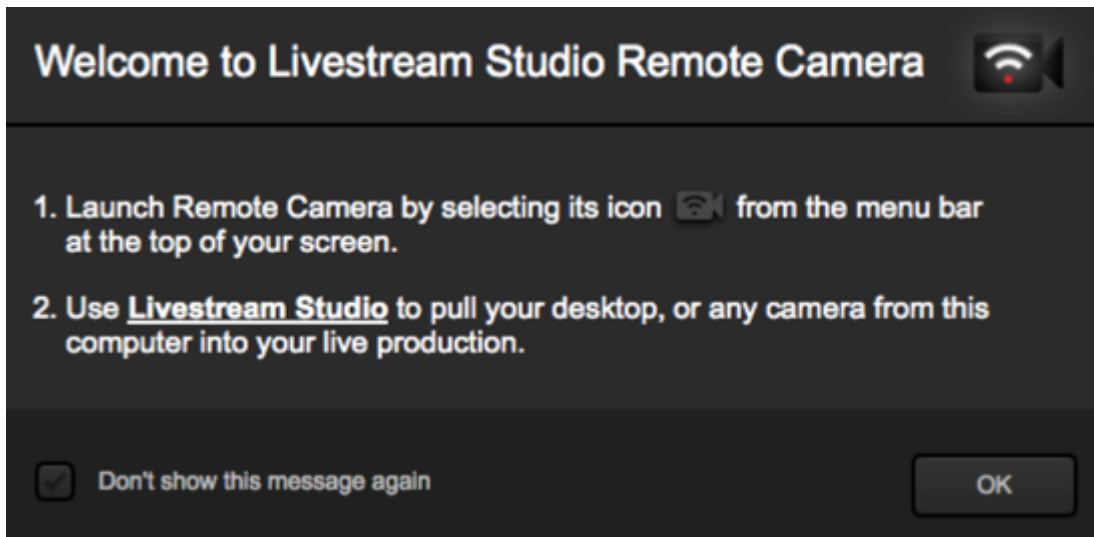 Welcome to Livestream Studio Remote Camera
1. Launch Remote Camera by selecting its icon from the menu bar
at the top of your screen.
2. Use Livestream Studio to pull your desktop, or any camera from this
computer into your live production.
Don't show this message again
OK